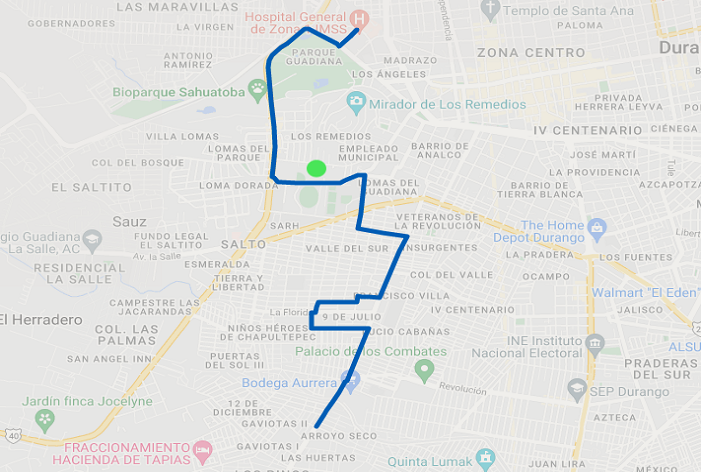 LAS MARAVILLAS
Templo de Santa Ana
GOBERNADORES
LA VIRGEN
Hospital General
de Zona IMSS
PALOMA
ZONA CENTRO
Dura
ANTONIO
RAMÍREZ
PARQUE
GUADIANA
MADRAZO
LOS ÁNGELES
Bioparque Sahuatoba
Mirador de Los Remedios
PRIVADA
HERRERA LEYVA
IV CENTENARIO
CIÉNEGA
VILLA LOMAS
LOS REMEDIOS
LOMAS DEL
PARQUE
EMPLEADO
MUNICIPAL
BARRIO DE
ANALCO
JOSÉ MARTÍ
COL DEL BOSQUE
LA PROVIDENCIA
Tule
EL SALTITO
LOMA DORADA
LOMAS DEL
GUADIANA
BARRIO DE
TIERRA BLANCA
AZCAPOTZA
Sauz
SARH
VETERANOS DE
LA REVOLUCIÓN
The Home
Depot Durango
Libert
gio Guadiana
La Salle, AC
FUNDO LEGAL
EL SALTITO
SALTO
VALLE DEL SUR
INSURGENTES
Av. la Salle
LA PRADERA
LOS FUENTES
RESIDENCIAL
LA SALLE
ESMERALDA
TIERRA Y
LIBERTAD
COL DEL VALLE
OCAMPO
Walmart "El Eden"
CAMPESTRE LAS
JACARANDAS
FRANCISCO VILLA
La Florida
9 DE JULIO
IV CENTENARIO
JALISCO
El Herradero
COL. LAS
PALMAS
NIÑOS HÉROES
DE CHAPULTEPEC
LUCIO CABAÑAS
INE Instituto
Nacional Electoral
ALSU
SAN ANGEL INN
PUERTAS
DEL SOL III
Palacio de los Combates
PRADERAS
DEL SUR
Bodega Aurrera
Revolución
SEP Durango
Jardín finca Jocelyne
12 DE
DICIEMBRE
GAVIOTAS II
AZTECA
40
ARROYO SECO
FRACCIONAMIENTO
HACIENDA DE TAPIAS
GAVIOTAS I
LAS HUERTAS
Quinta Lumak
JUAN LIRA